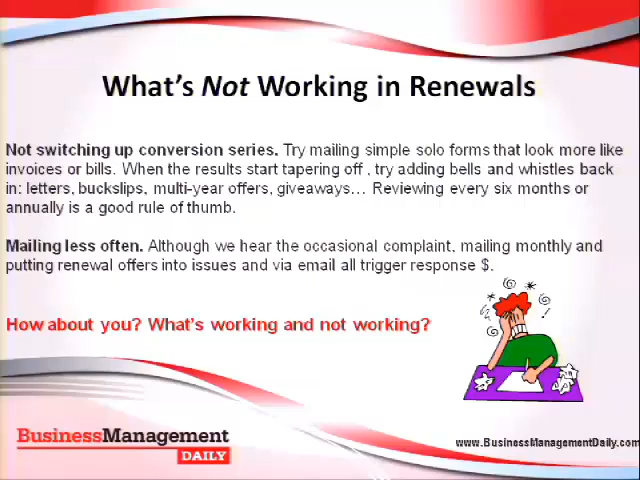 What's Not Working in Renewals
Not switching up conversion series. Try mailing simple solo forms that look more like
invoices or bills. When the results start tapering off , try adding bells and whistles back
in: letters, buckslips, multi-year offers, giveaways… Reviewing every six months or
annually is a good rule of thumb.
Mailing less often. Although we hear the occasional complaint, mailing monthly and
putting renewal offers into issues and via email all trigger response $.
How about you? What's working and not working?
BusinessManagement
DAILY
www.BusinessManagementDaily.com